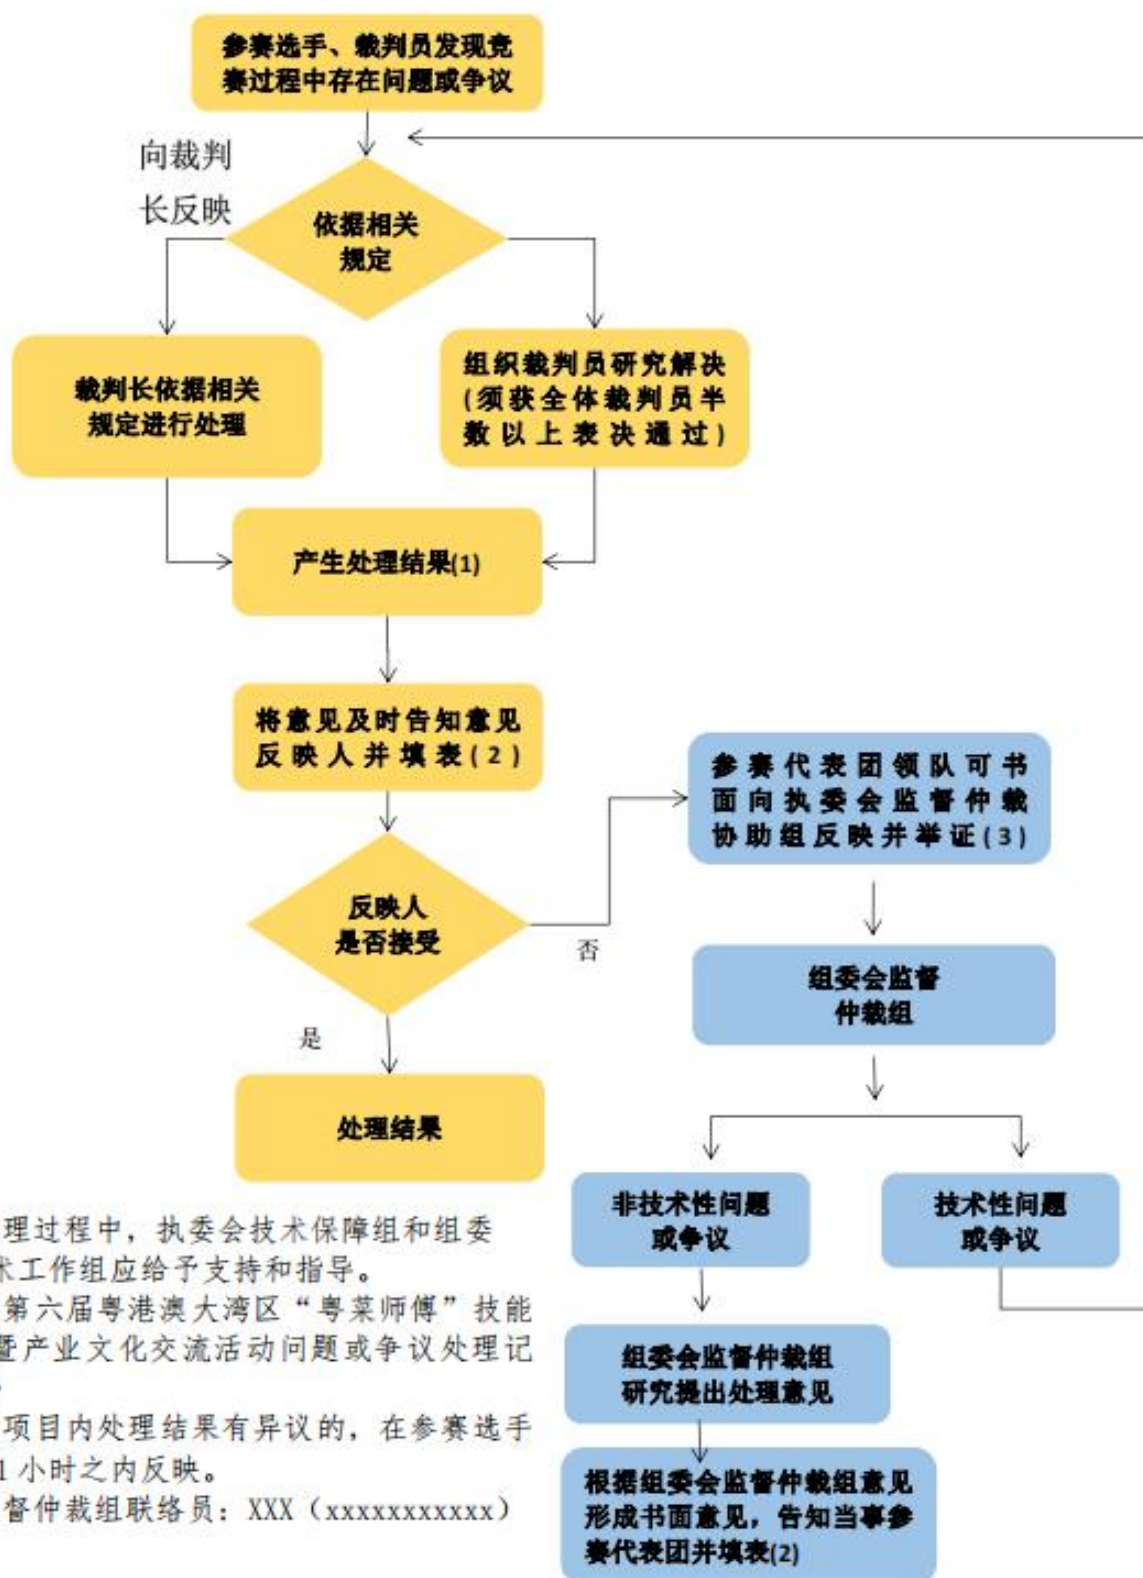 参赛选手、裁判员发现竞
赛过程中存在问题或争议
向裁判
长反映
依据相关
规定
裁判长依据相关
规定进行处理
组织裁判员研究解决
(须获全体裁判员半
数以上表决通过)
产生处理结果(1)
将意见及时告知意见
反映人并填表(2)
反映人
是否接受
否
是
处理结果
参赛代表团领队可书
面向执委会监督仲裁
协助组反映并举证(3)
组委会监督
仲裁组
非技术性问题
或争议
技术性问题
或争议
组委会监督仲裁组
研究提出处理意见
根据组委会监督仲裁组意见
形成书面意见，告知当事参
赛代表团并填表(2)
理过程中，执委会技术保障组和组委
术工作组应给予支持和指导。
第六届粤港澳大湾区“粤菜师傅”技能
暨产业文化交流活动问题或争议处理记
项目内处理结果有异议的，在参赛选手
1小时之内反映。
督仲裁组联络员：XXX（xxxxxxxxxxx）